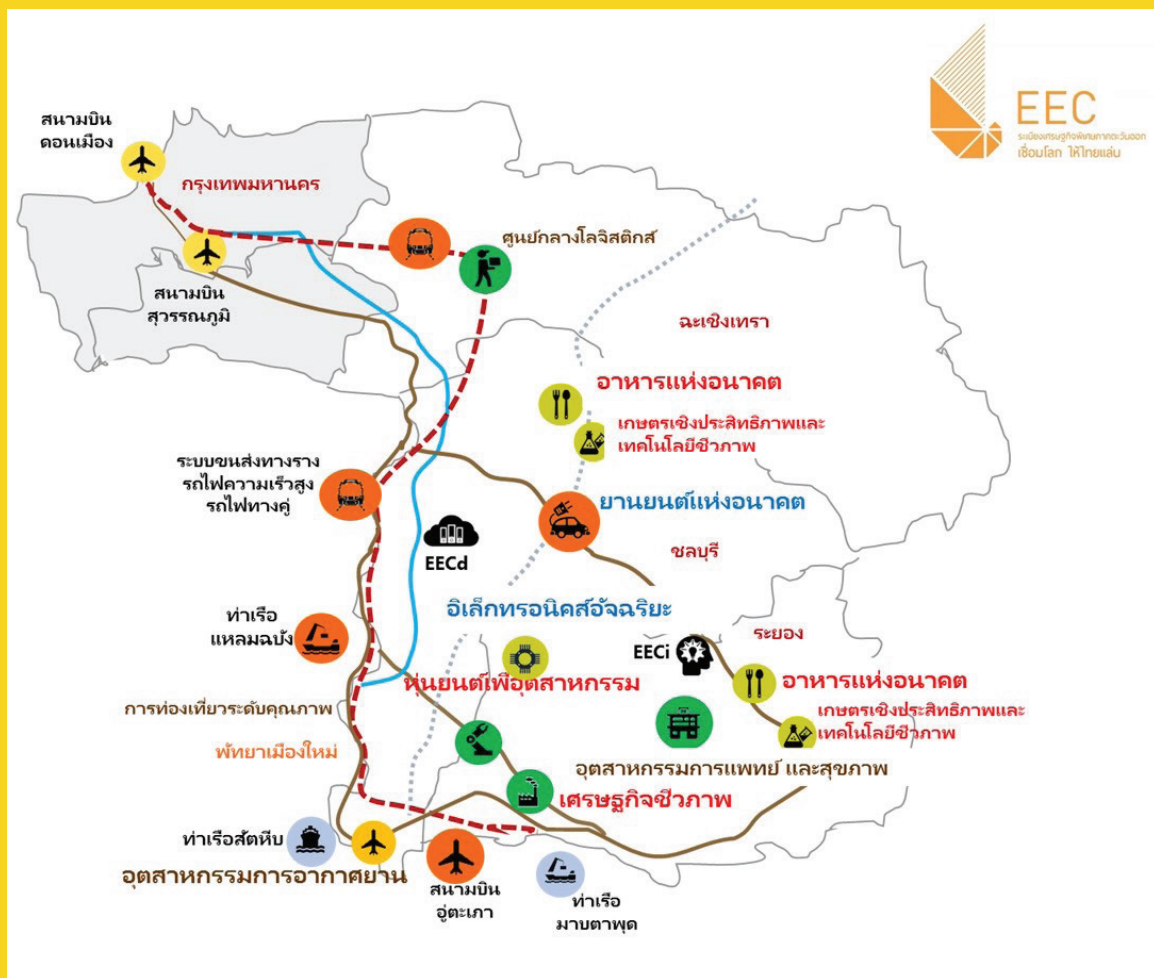 EEC
ระเบียงเศรษฐกิจพิเศษภาคตะวันออก
เชื่อมโลก ให้ไทยแล่น
สนามบิน
ดอนเมือง
กรุงเทพมหานคร
ศูนย์กลางโลจิสติกส์
สนามบิน
สุวรรณภูมิ
ฉะเชิงเทรา
อาหารแห่งอนาคต
เกษตรเชิงประสิทธิภาพและ
เทคโนโลยีชีวภาพ
ระบบขนส่งทางราง
รถไฟความเร็วสูง
รถไฟทางคู่
ยานยนต์แห่งอนาคต
EECd
ชลบุรี
อิเล็กทรอนิคส์อัจฉริยะ
ท่าเรือ
แหลมฉบัง
EECi
ระยอง
หุ่นยนต์เพื่อุตสาหกรรม
อาหารแห่งอนาคต
การท่องเที่ยวระดับคุณภาพ
เกษตรเชิงประสิทธิภาพและ
เทคโนโลยีชีวภาพ
พัทยาเมืองใหม่
อุตสาหกรรมการแพทย์ และสุขภาพ
เศรษฐกิจชีวภาพ
ท่าเรือสัตหีบ
อุตสาหกรรมการอากาศยาน
สนามบิน
อู่ตะเภา
ท่าเรือ
มาบตาพุด